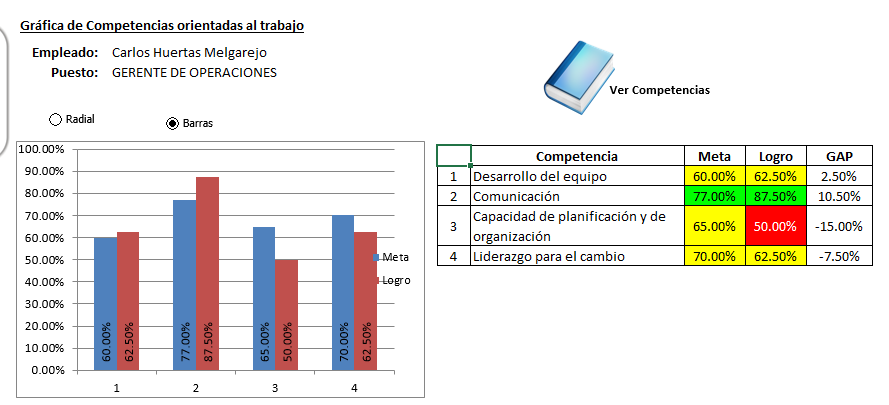 Gráfica de Competencias orientadas al trabajo
Empleado: Carlos Huertas Melgarejo
Puesto: GERENTE DE OPERACIONES
Ver Competencias
Radial
Barras
100.00%
90.00%
80.00%
70.00%
60.00%
50.00%
40.00%
30.00%
20.00%
10.00%
0.00%
60.00%
62.50%
77.00%
87.50%
65.00%
50.00%
70.00%
62.50%
1 2 3 4
Meta
Logro
Competencia Meta Logro GAP
1 Desarrollo del equipo 60.00% 62.50% 2.50%
2 Comunicación 77.00% 87.50% 10.50%
3 Capacidad de planificación y de
organización 65.00% 50.00% -15.00%
4 Liderazgo para el cambio 70.00% 62.50% -7.50%